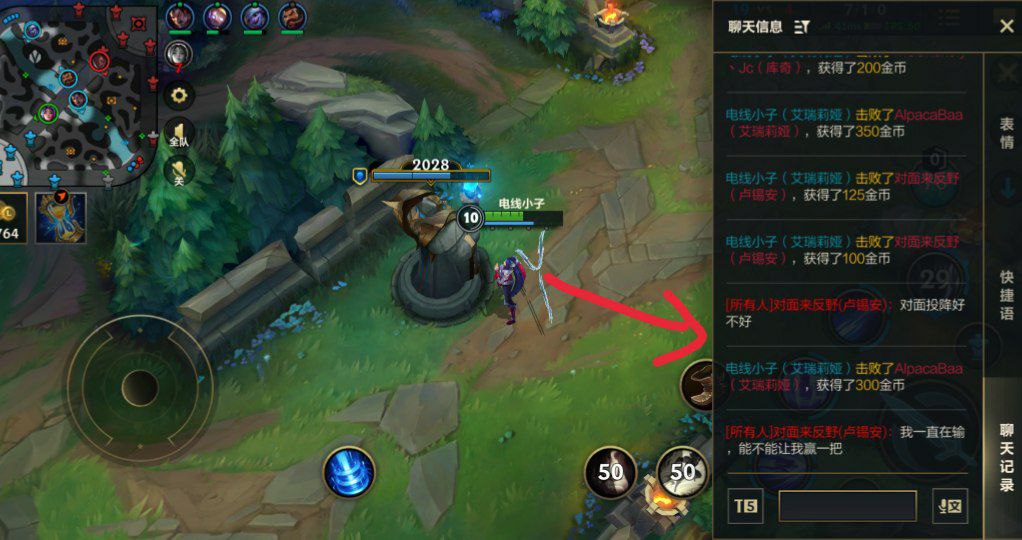 聊天信息
、Jc（库奇），获得了200金币
电线小子（艾瑞莉娅）击败了AlpacaBaa
（艾瑞莉娅），获得了350金币
电线小子（艾瑞莉娅）击败了对面来反野
（卢锡安），获得了125金币
电线小子（艾瑞莉娅）击败了对面来反野
（卢锡安），获得了100金币
[所有人]对面来反野(卢锡安)：对面投降好
不好
电线小子（艾瑞莉娅）击败了AlpacaBaa
（艾瑞莉娅），获得了300金币
[所有人]对面来反野(卢锡安)：我一直在输
，能不能让我赢一把
表情
快捷语
聊天记录
全队
关
7
764
2028
10
电线小子
50
50
0
29
7/1